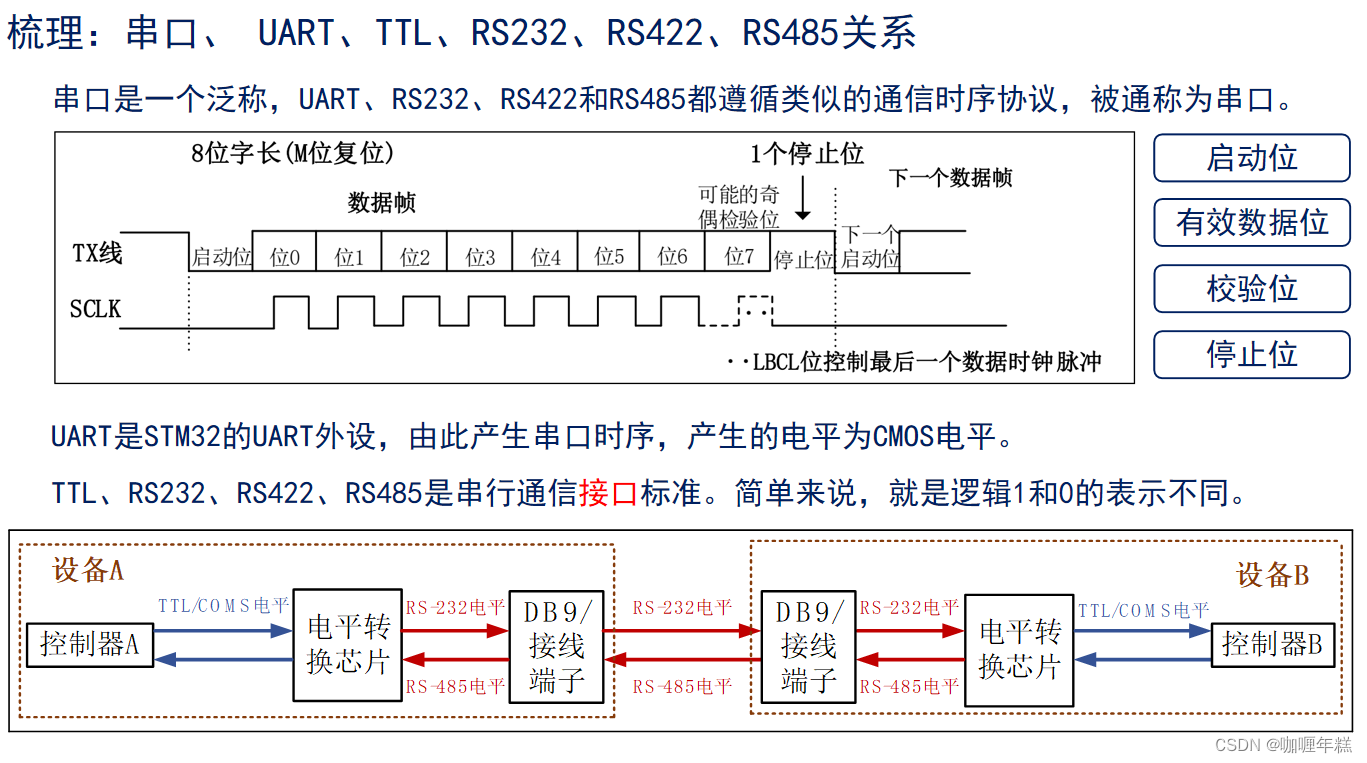 梳理：串口、 UART、TTL、RS232、RS422、RS485关系
串口是一个泛称，UART、RS232、RS422和RS485都遵循类似的通信时序协议，被通称为串口。
8位字长(M位复位)
1个停止位
下一个数据帧
数据帧
可能的奇
偶检验位
TX线
启动位
位0
位1
位2
位3
位4
位5
位6
位7
停止位
下一个
启动位
SCLK
··LBCL位控制最后一个数据时钟脉冲
启动位
有效数据位
校验位
停止位
UART是STM32的UART外设，由此产生串口时序，产生的电平为CMOS电平。
TTL、RS232、RS422、RS485是串行通信接口标准。简单来说，就是逻辑1和0的表示不同。
设备A
设备B
控制器A
TTL/COMS电平
电平转
换芯片
RS-232电平
RS-485电平
DB9/
接线
端子
RS-232电平
RS-485电平
DB9/
接线
端子
RS-232电平
RS-485电平
电平转
换芯片
TTL/COMS电平
控制器B
CSDN @咖喱年糕